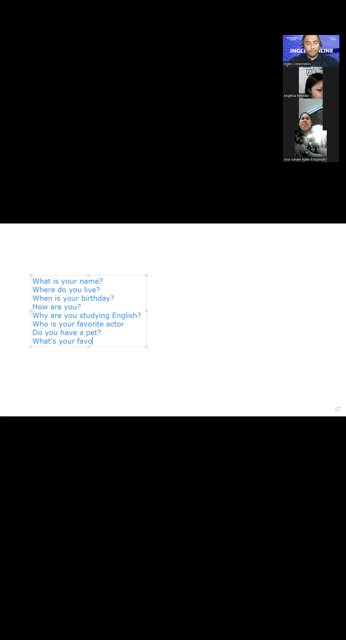 What is your name?
Where do you live?
When is your birthday?
How are you?
Why are you studying English?
Who is your favorite actor
Do you have a pet?
What's your favo